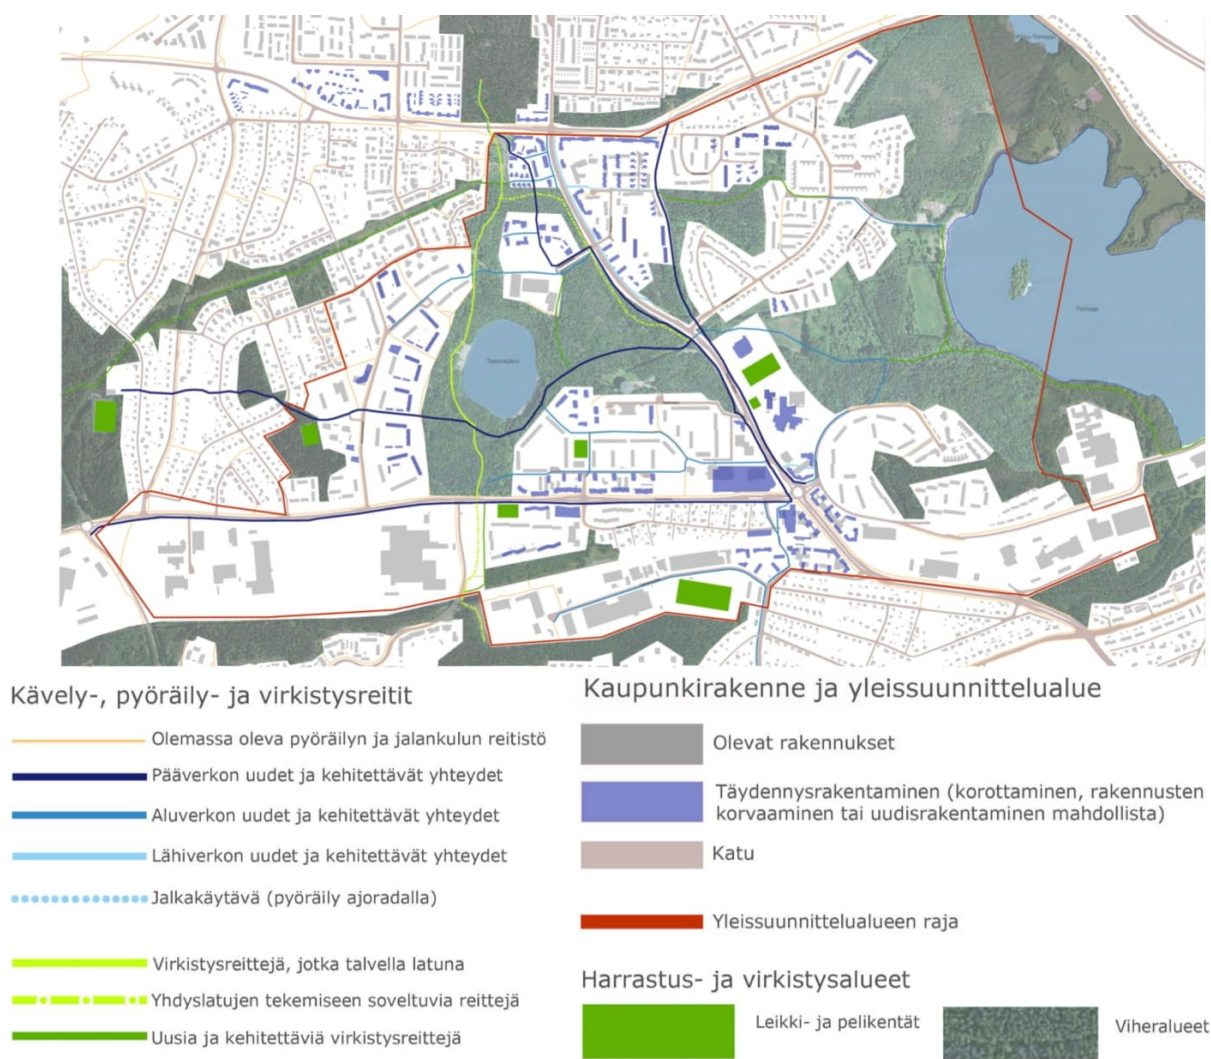 Tohloppi
Kävely-, pyöräily- ja virkistysreitit
Olemassa oleva pyöräilyn ja jalankulun reitistö
Pääverkon uudet ja kehitettävät yhteydet
Aluverkon uudet ja kehitettävät yhteydet
Lähiverkon uudet ja kehitettävät yhteydet
Jalkakäytävä (pyöräily ajoradalla)
Virkistysreittejä, jotka talvella latuna
Yhdyslatujen tekemiseen soveltuvia reittejä
Uusia ja kehitettäviä virkistysreittejä
Kaupunkirakenne ja yleissuunnittelualue
Olevat rakennukset
Täydennysrakentaminen (korottaminen, rakennusten
korvaaminen tai uudisrakentaminen mahdollista)
Katu
Yleissuunnittelualueen raja
Harrastus- ja virkistysalueet
Leikki- ja pelikentät
Viheralueet